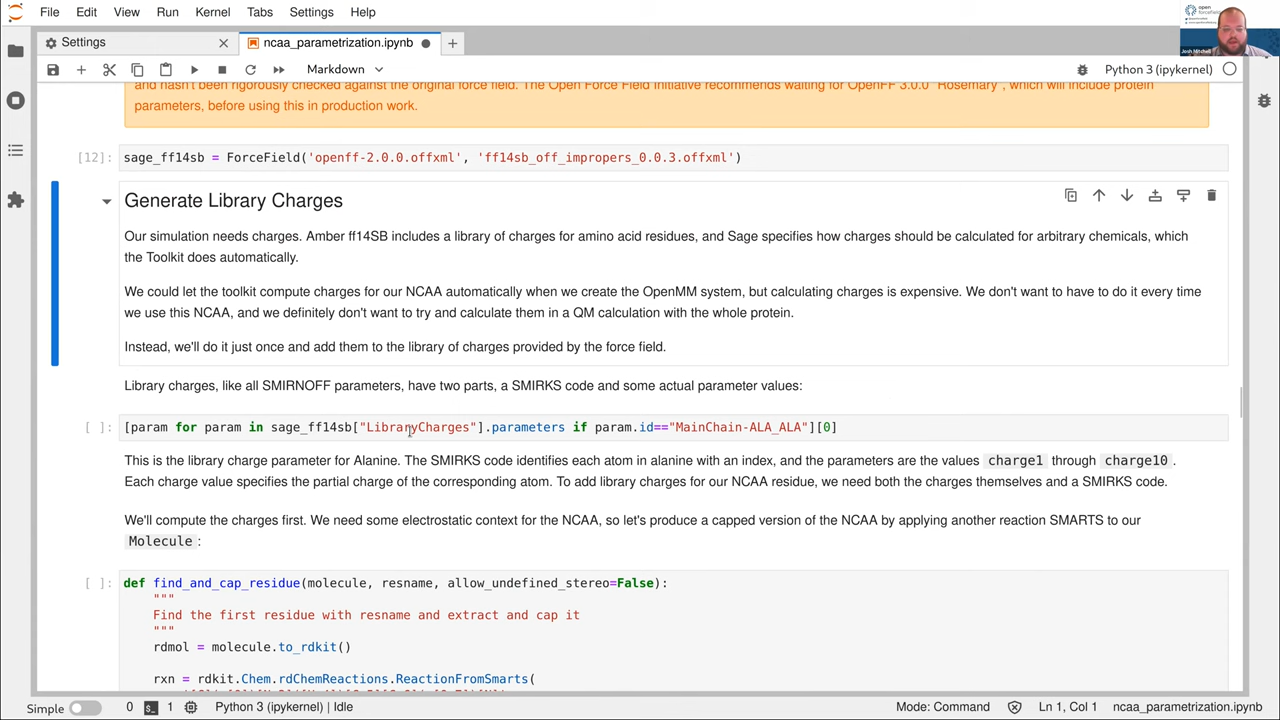 File Edit View Run Kernel Tabs Settings Help
Settings
ncaa_parametrization.ipynb
Markdown
Python 3 (ipykernel)
open
forcefield
Josh Mitchell
and hasn't been rigorously checked against the original force field. The Open Force Field Initiative recommends waiting for OpenFF 3.0.0 "Rosemary", which will include protein
parameters, before using this in production work.
[12]: sage_ff14sb = ForceField('openff-2.0.0.offxml', 'ff14sb_off_impropers_0.0.3.offxml')
Generate Library Charges
Our simulation needs charges. Amber ff14SB includes a library of charges for amino acid residues, and Sage specifies how charges should be calculated for arbitrary chemicals, which
the Toolkit does automatically.
We could let the toolkit compute charges for our NCAA automatically when we create the OpenMM system, but calculating charges is expensive. We don't want to have to do it every time
we use this NCAA, and we definitely don't want to try and calculate them in a QM calculation with the whole protein.
Instead, we'll do it just once and add them to the library of charges provided by the force field.
Library charges, like all SMIRNOFF parameters, have two parts, a SMIRKS code and some actual parameter values:
[ ]: [param for param in sage_ff14sb["LibraryCharges"].parameters if param.id=="MainChain-ALA_ALA"][0]
This is the library charge parameter for Alanine. The SMIRKS code identifies each atom in alanine with an index, and the parameters are the values charge1 through charge10 .
Each charge value specifies the partial charge of the corresponding atom. To add library charges for our NCAA residue, we need both the charges themselves and a SMIRKS code.
We'll compute the charges first. We need some electrostatic context for the NCAA, so let's produce a capped version of the NCAA by applying another reaction SMARTS to our
Molecule :
[ ]: def find_and_cap_residue(molecule, resname, allow_undefined_stereo=False):
"""
Find the first residue with resname and extract and cap it
"""
rdmol = molecule.to_rdkit()
rxn = rdkit.Chem.rdChemReactions.ReactionFromSmarts(
Simple 0 1 Python 3 (ipykernel) | Idle
Mode: Command Ln 1, Col 1 ncaa_parametrization.ipynb